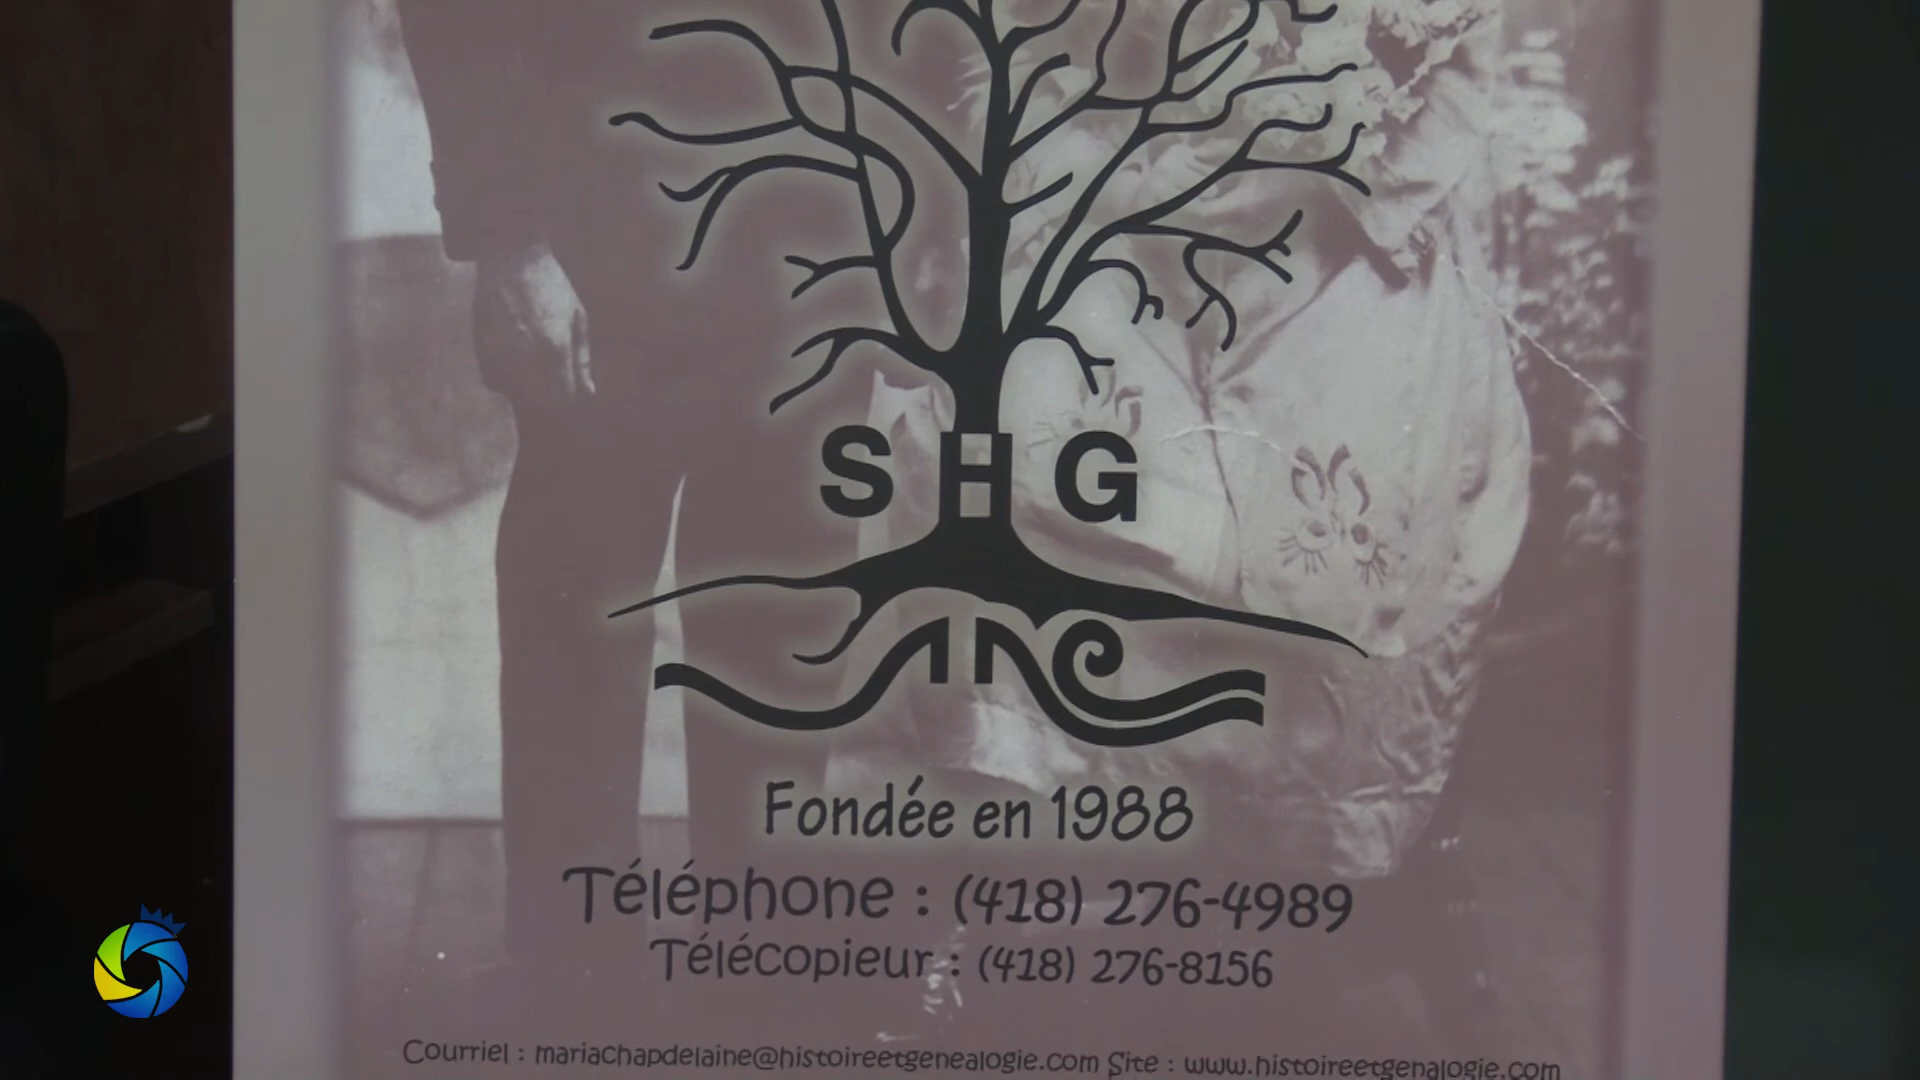 SHG
Fondée en 1988
Téléphone : (418) 276-4989
Télécopieur : (418) 276-8156
Courriel : mariachapdelaine@histoireetgenealogie.com Site : www.histoireetgenalogie.com